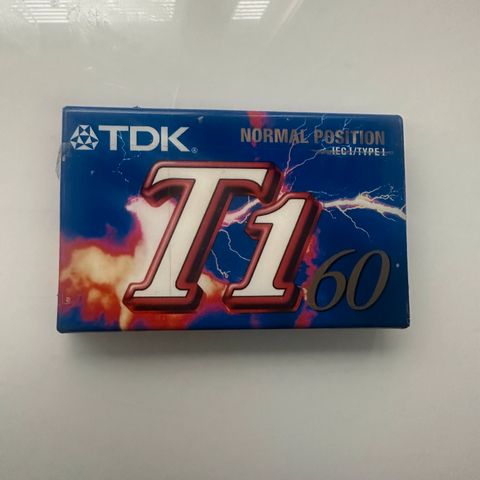 TDK
NORMAL POSITION
IEC I/TYPE I
T1
60